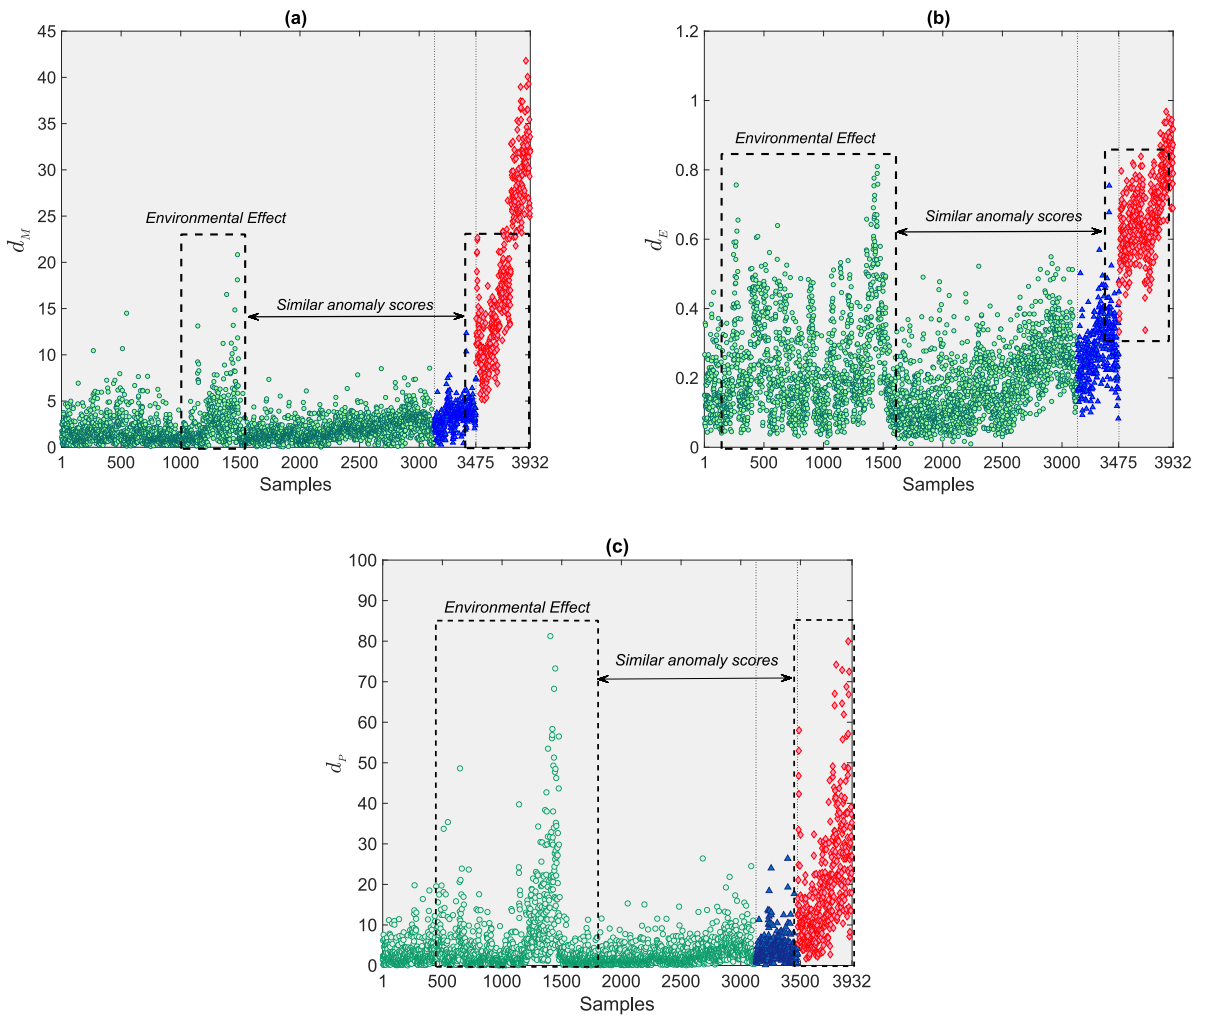 (a)
45
40
35
30
25
20
15
10
5
0
d_M
Environmental Effect
Similar anomaly scores
1 500 1000 1500 2000 2500 3000 3475 3932
Samples
(b)
1.2
1
0.8
0.6
0.4
0.2
0
d_E
Environmental Effect
Similar anomaly scores
1 500 1000 1500 2000 2500 3000 3475 3932
Samples
(c)
100
90
80
70
60
50
40
30
20
10
0
d_P
Environmental Effect
Similar anomaly scores
1 500 1000 1500 2000 2500 3000 3500 3932
Samples